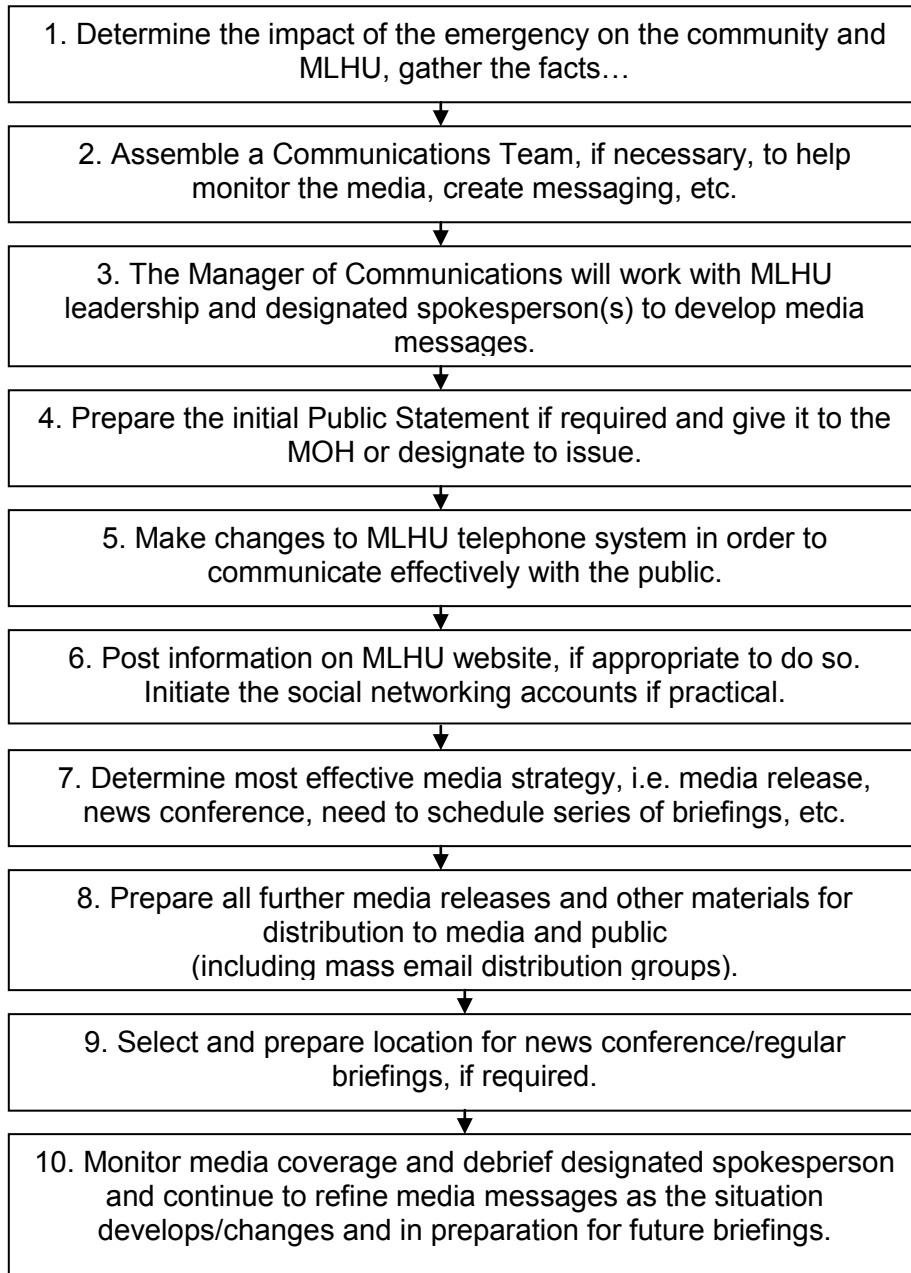 1. Determine the impact of the emergency on the community and
MLHU, gather the facts…
2. Assemble a Communications Team, if necessary, to help
monitor the media, create messaging, etc.
3. The Manager of Communications will work with MLHU
leadership and designated spokesperson(s) to develop media
messages.
4. Prepare the initial Public Statement if required and give it to the
MOH or designate to issue.
5. Make changes to MLHU telephone system in order to
communicate effectively with the public.
6. Post information on MLHU website, if appropriate to do so.
Initiate the social networking accounts if practical.
7. Determine most effective media strategy, i.e. media release,
news conference, need to schedule series of briefings, etc.
8. Prepare all further media releases and other materials for
distribution to media and public
(including mass email distribution groups).
9. Select and prepare location for news conference/regular
briefings, if required.
10. Monitor media coverage and debrief designated spokesperson
and continue to refine media messages as the situation
develops/changes and in preparation for future briefings.